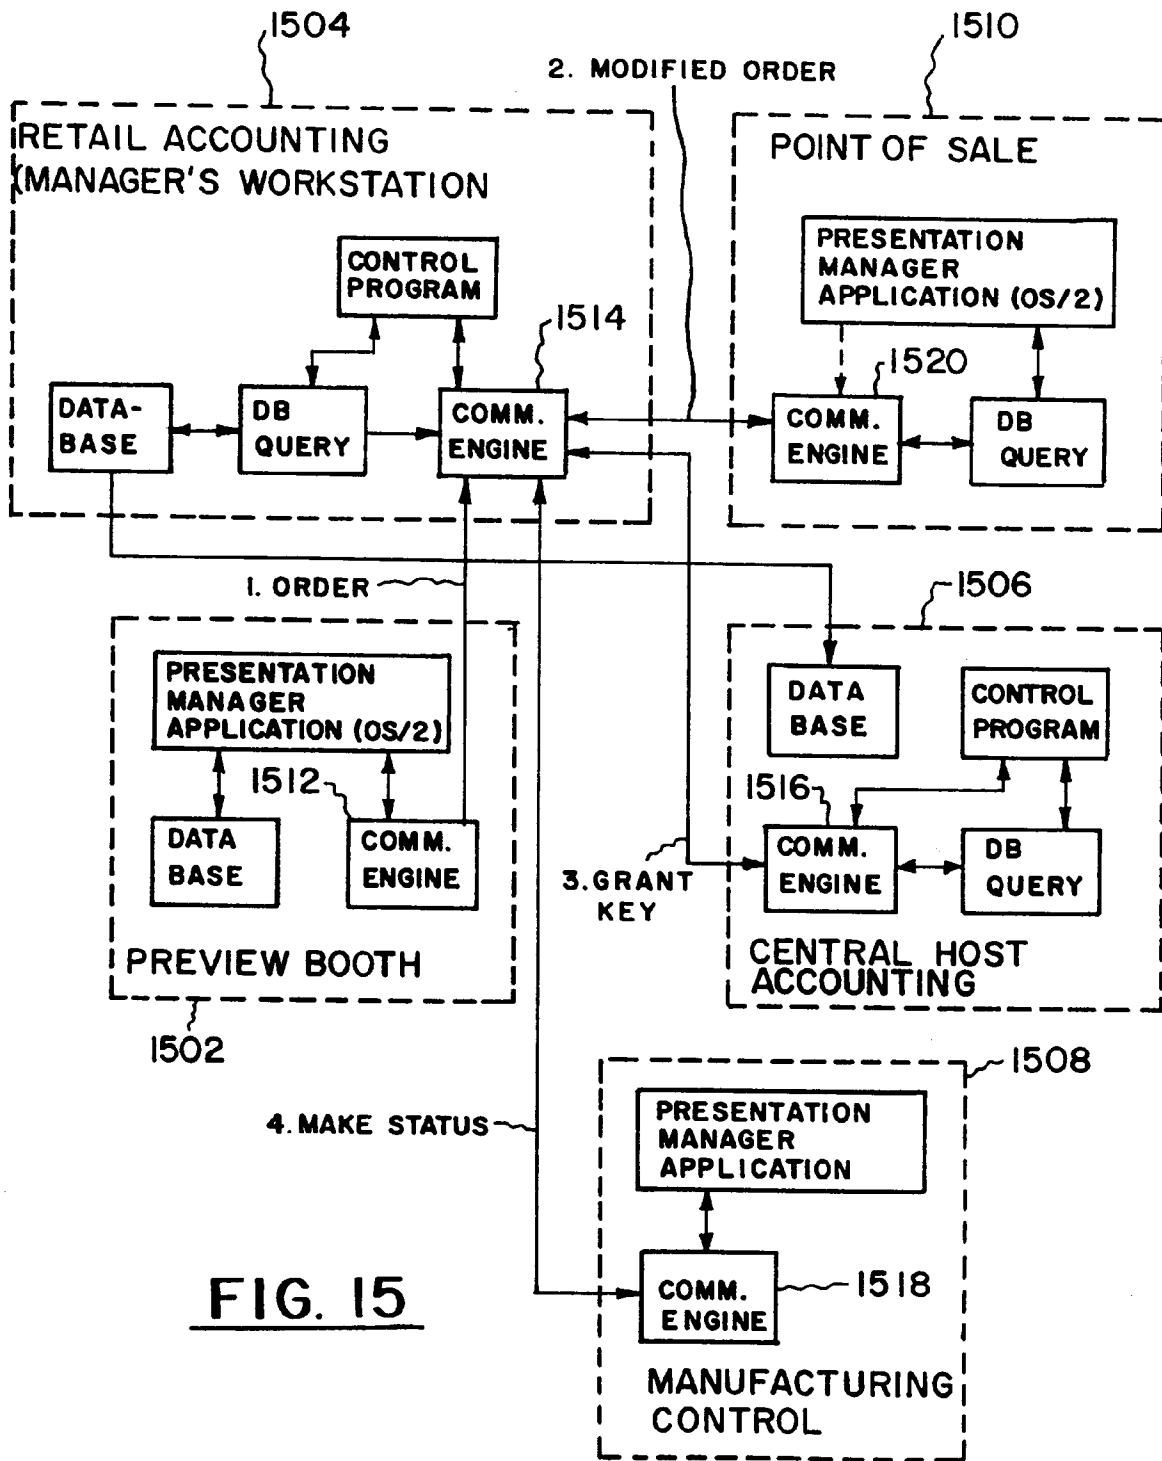 1504
1510
2. MODIFIED ORDER
RETAIL ACCOUNTING
(MANAGER'S WORKSTATION
POINT OF SALE
CONTROL
PROGRAM
PRESENTATION
MANAGER
APPLICATION (OS/2)
1514
1520
DATA-
BASE
DB
QUERY
COMM.
ENGINE
COMM.
ENGINE
DB
QUERY
1. ORDER
1506
PRESENTATION
MANAGER
APPLICATION (OS/2)
DATA
BASE
CONTROL
PROGRAM
1512
1516
DATA
BASE
COMM.
ENGINE
COMM.
ENGINE
DB
QUERY
3. GRANT
KEY
PREVIEW BOOTH
CENTRAL HOST
ACCOUNTING
1502
1508
4. MAKE STATUS
PRESENTATION
MANAGER
APPLICATION
COMM.
ENGINE
1518
FIG. 15
MANUFACTURING
CONTROL